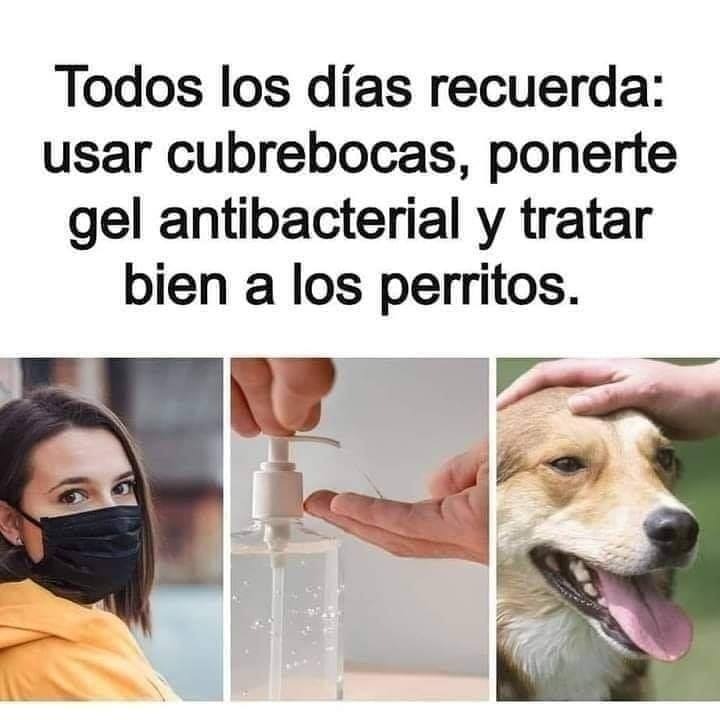 Todos los días recuerda:
usar cubrebocas, ponerte
gel antibacterial y tratar
bien a los perritos.